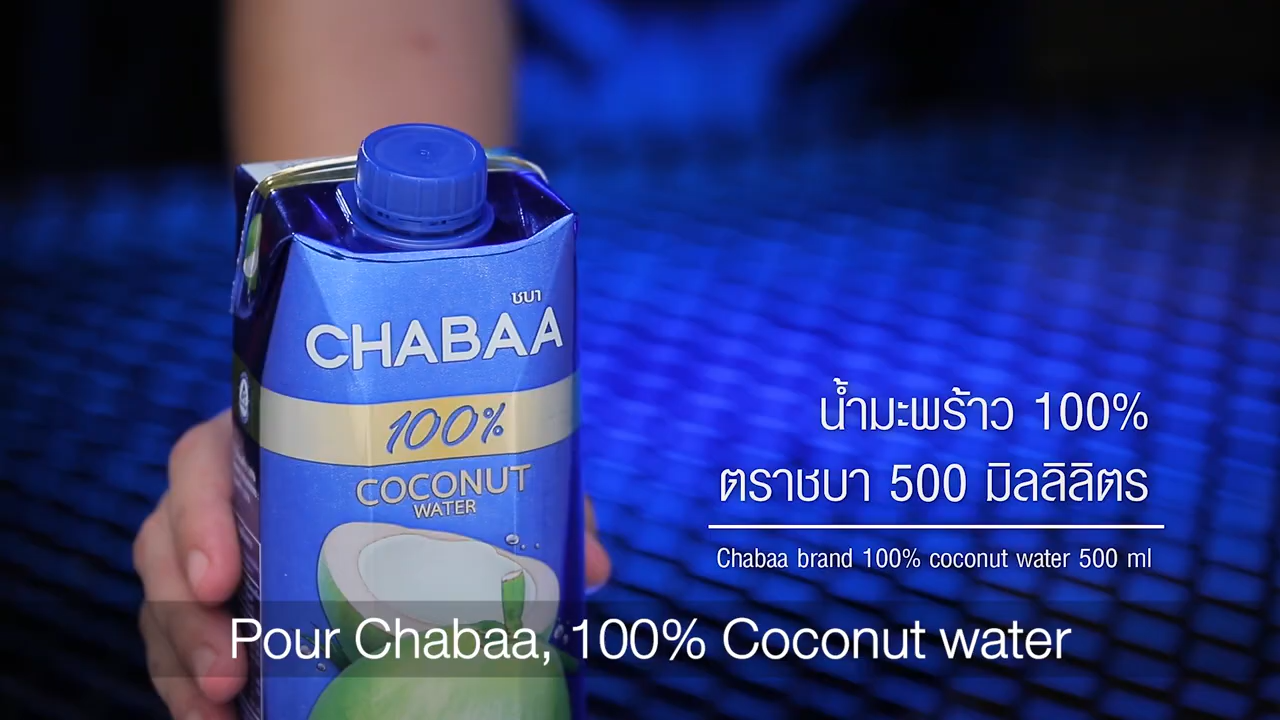 ชบา
CHABAA
100%
COCONUT
WATER
น้ำมะพร้าว 100%
ตราชบา 500 มิลลิลิตร
Chabaa brand 100% coconut water 500 ml
Pour Chabaa, 100% Coconut water